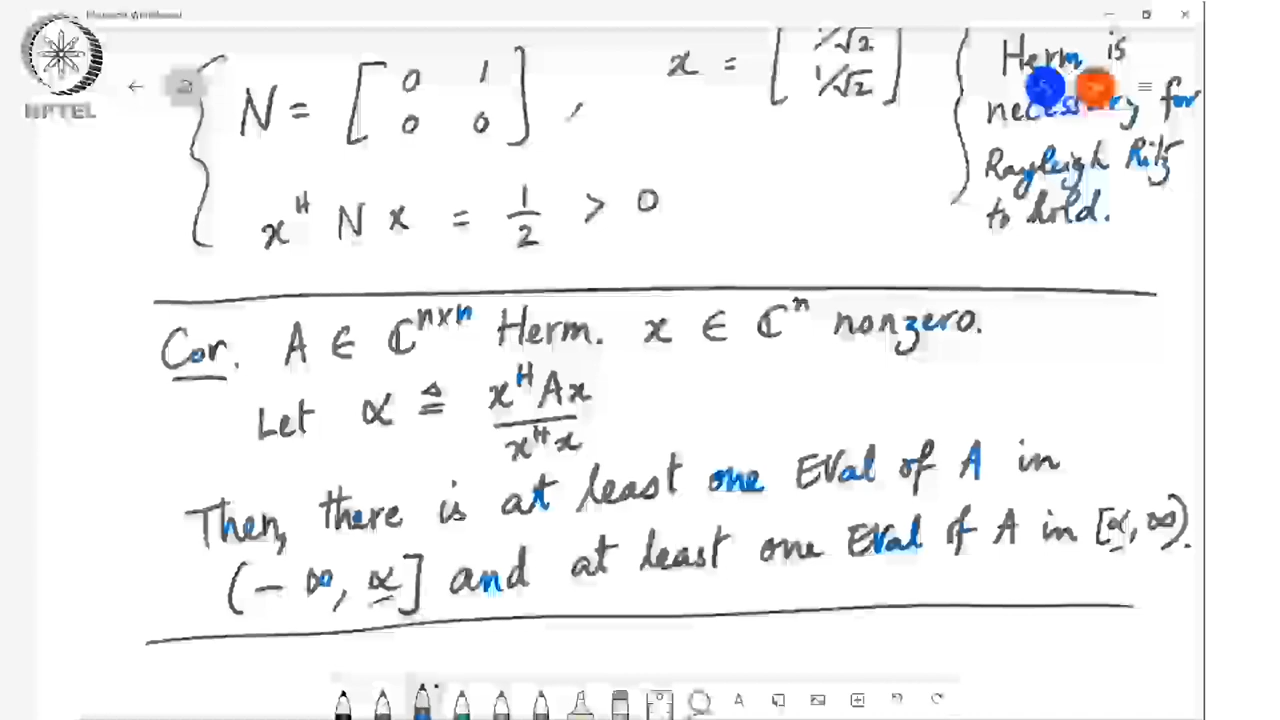 NPTEL
N = [ 0 1
0 0 ] ,
x = [ 1/√2
1/√2 ]
x^H N x = 1/2 > 0
Herm is
necessary for
Rayleigh Ritz
to hold.
Cor. A ∈ ℂ^{n×n} Herm. x ∈ ℂ^n nonzero.
Let α ≜ x^H A x / x^H x
Then, there is at least one EVal of A in
(-∞, α] and at least one EVal of A in [α, ∞).